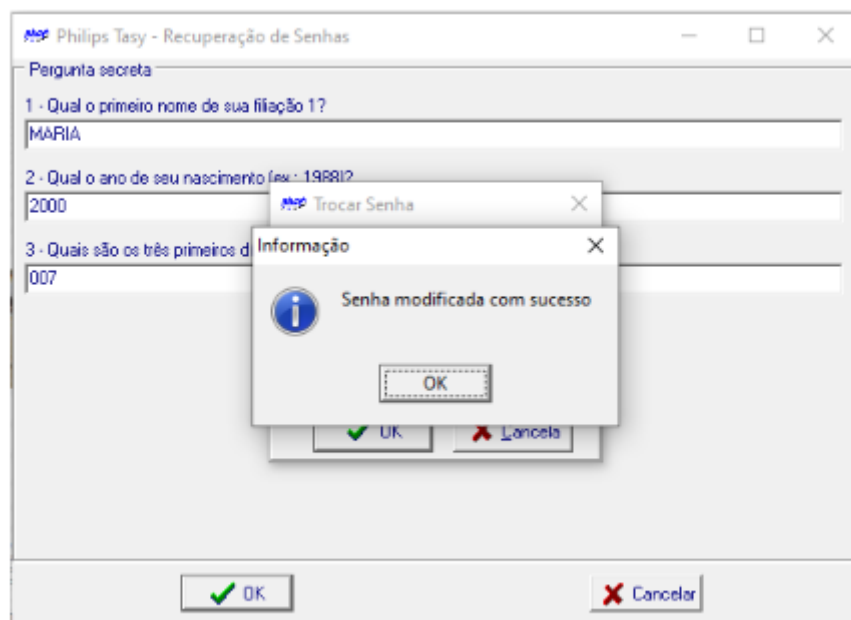 Philips Tasy - Recuperação de Senhas
Pergunta secreta
1 - Qual o primeiro nome de sua filiação 1?
MARIA
2 - Qual o ano de seu nascimento (ex.: 1988)?
2000
Trocar Senha
3 - Quais são os três primeiros d
007
Informação
Senha modificada com sucesso
OK
OK
Cancela
OK
Cancelar